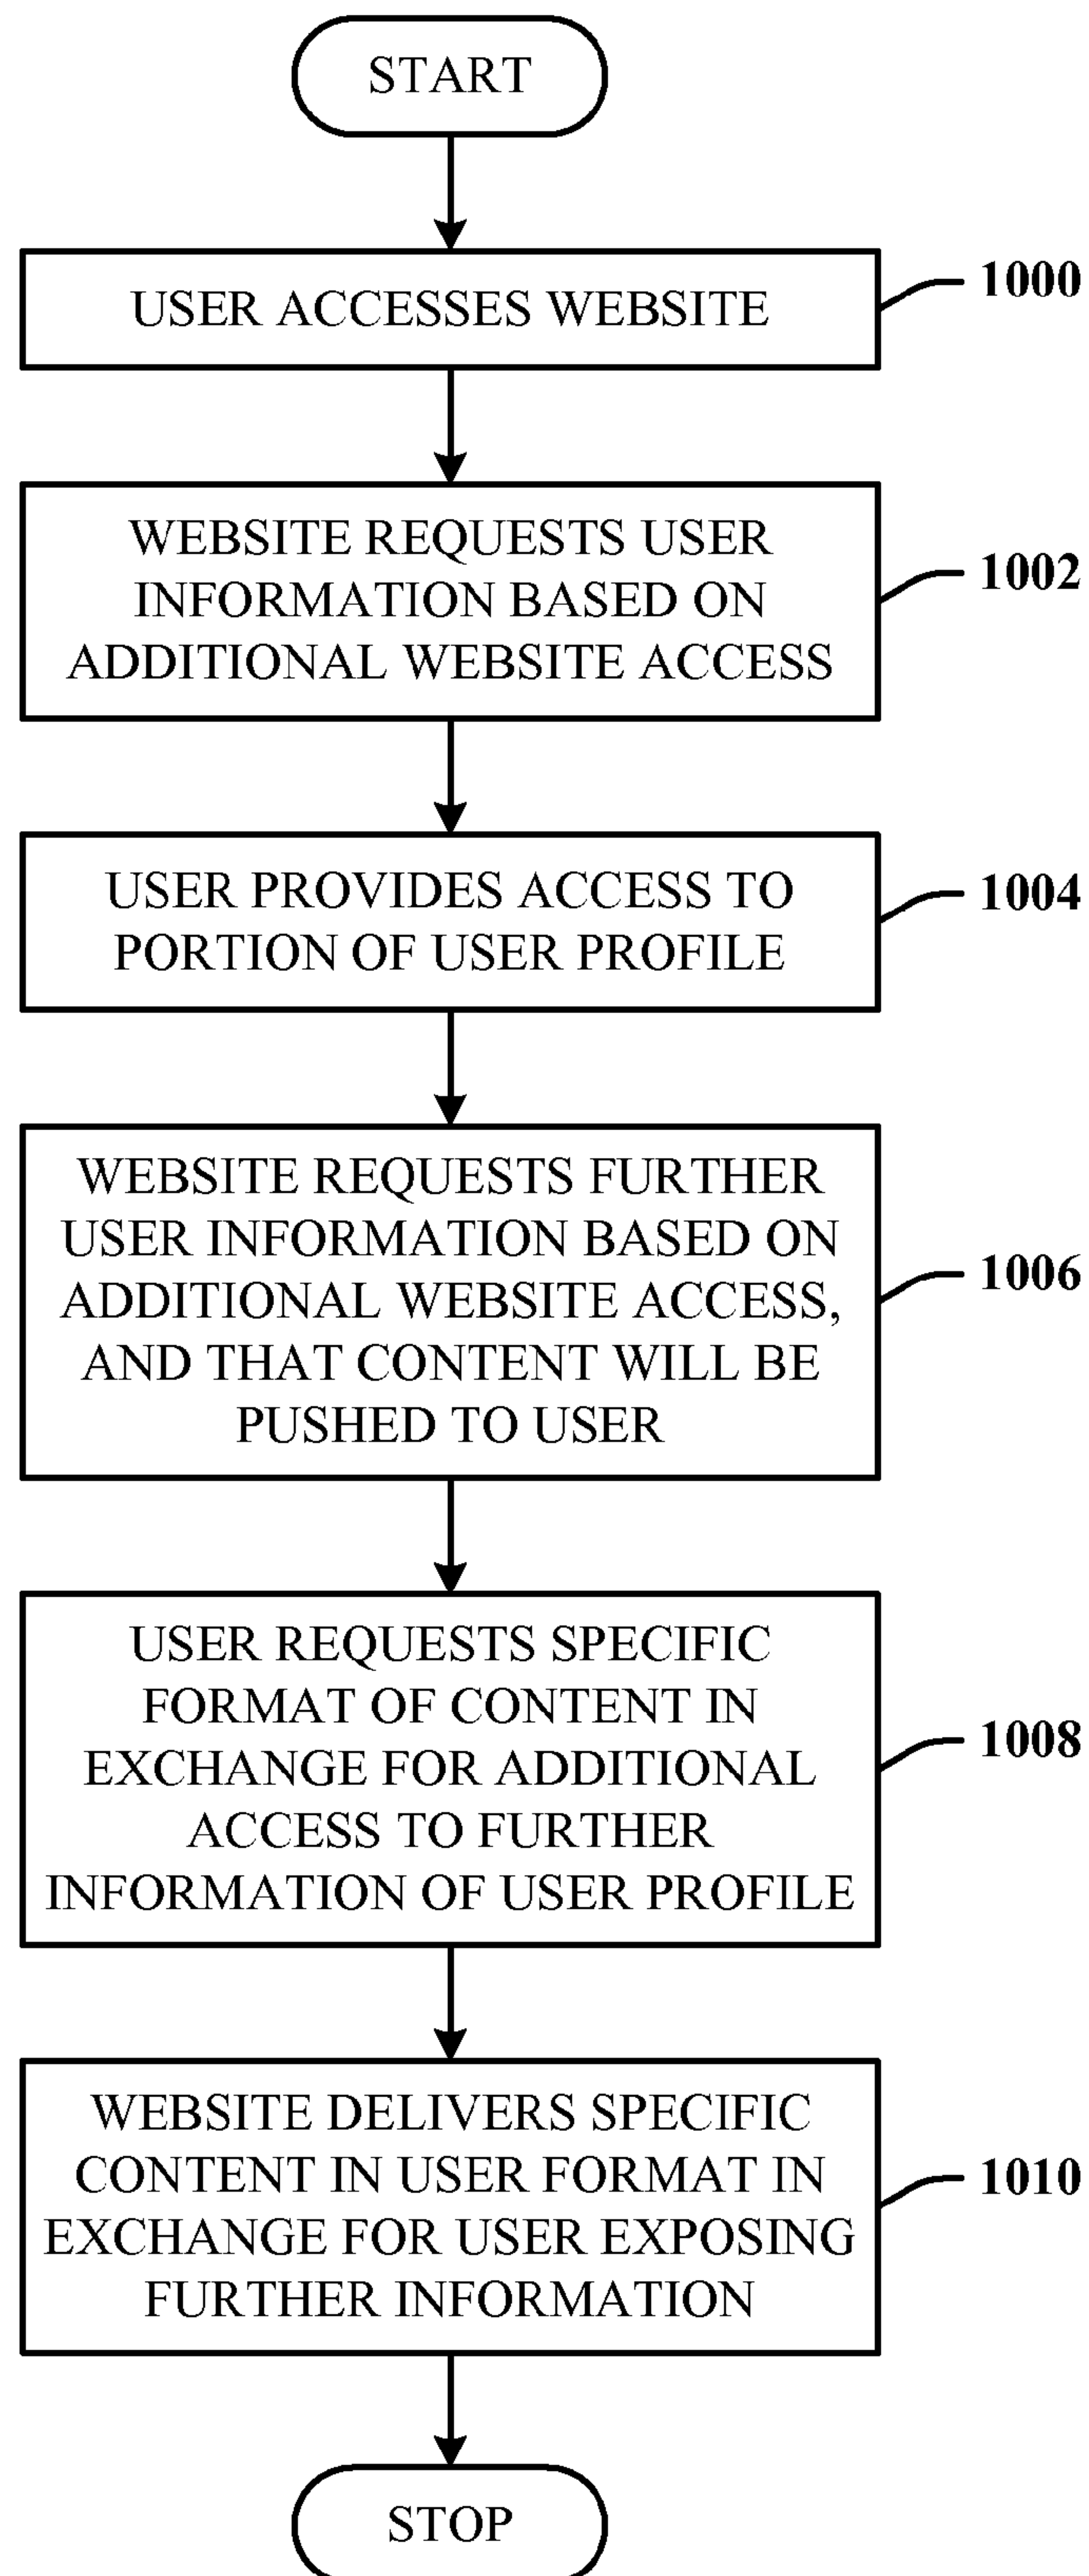 START
USER ACCESSES WEBSITE
1000
WEBSITE REQUESTS USER
INFORMATION BASED ON
ADDITIONAL WEBSITE ACCESS
1002
USER PROVIDES ACCESS TO
PORTION OF USER PROFILE
1004
WEBSITE REQUESTS FURTHER
USER INFORMATION BASED ON
ADDITIONAL WEBSITE ACCESS,
AND THAT CONTENT WILL BE
PUSHED TO USER
1006
USER REQUESTS SPECIFIC
FORMAT OF CONTENT IN
EXCHANGE FOR ADDITIONAL
ACCESS TO FURTHER
INFORMATION OF USER PROFILE
1008
WEBSITE DELIVERS SPECIFIC
CONTENT IN USER FORMAT IN
EXCHANGE FOR USER EXPOSING
FURTHER INFORMATION
1010
STOP